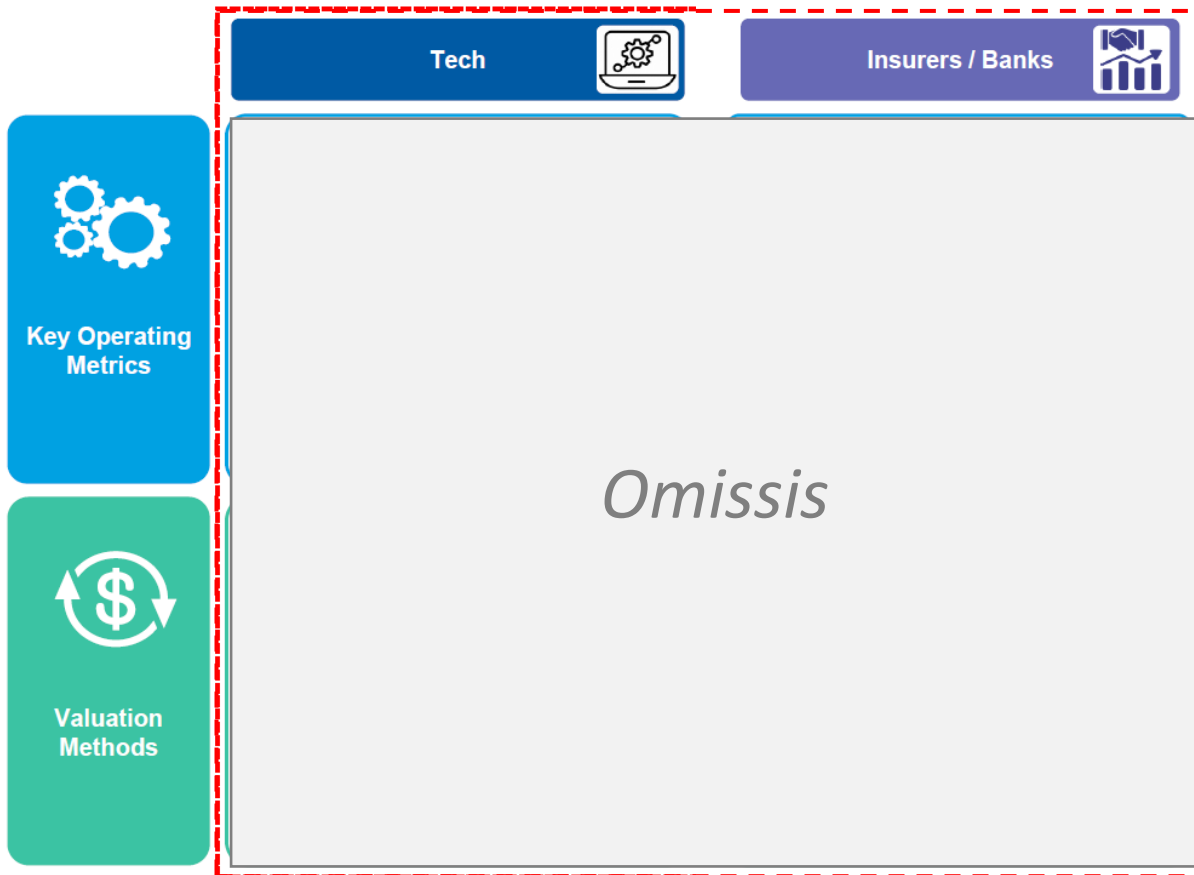 Tech
Insurers / Banks
Key Operating
Metrics
Omissis
$
Valuation
Methods